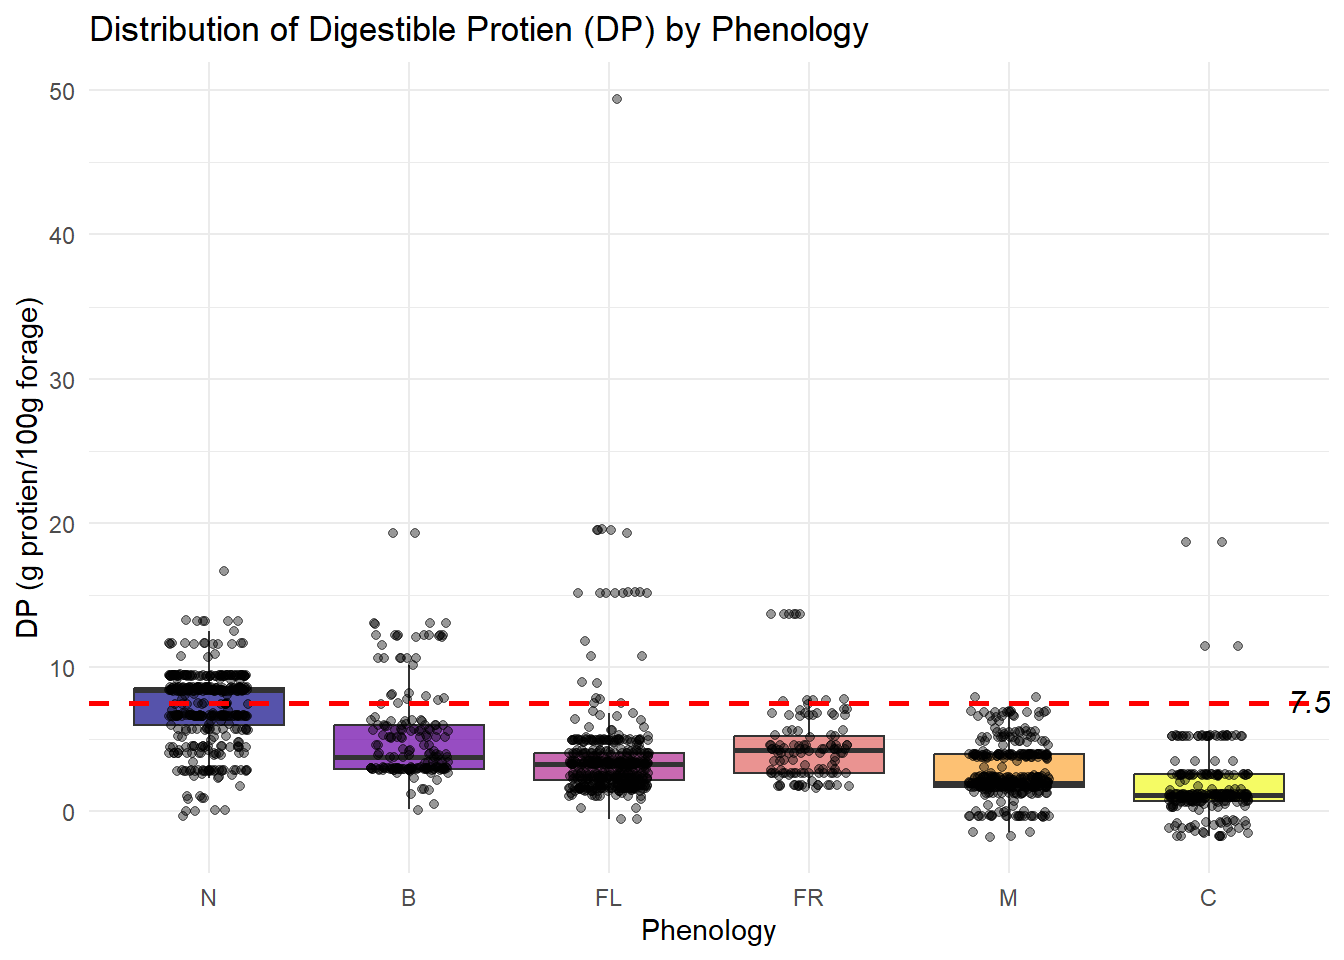 Distribution of Digestible Protien (DP) by Phenology
DP (g protien/100g forage)
50
40
30
20
10
0
7.5
N B FL FR M C
Phenology